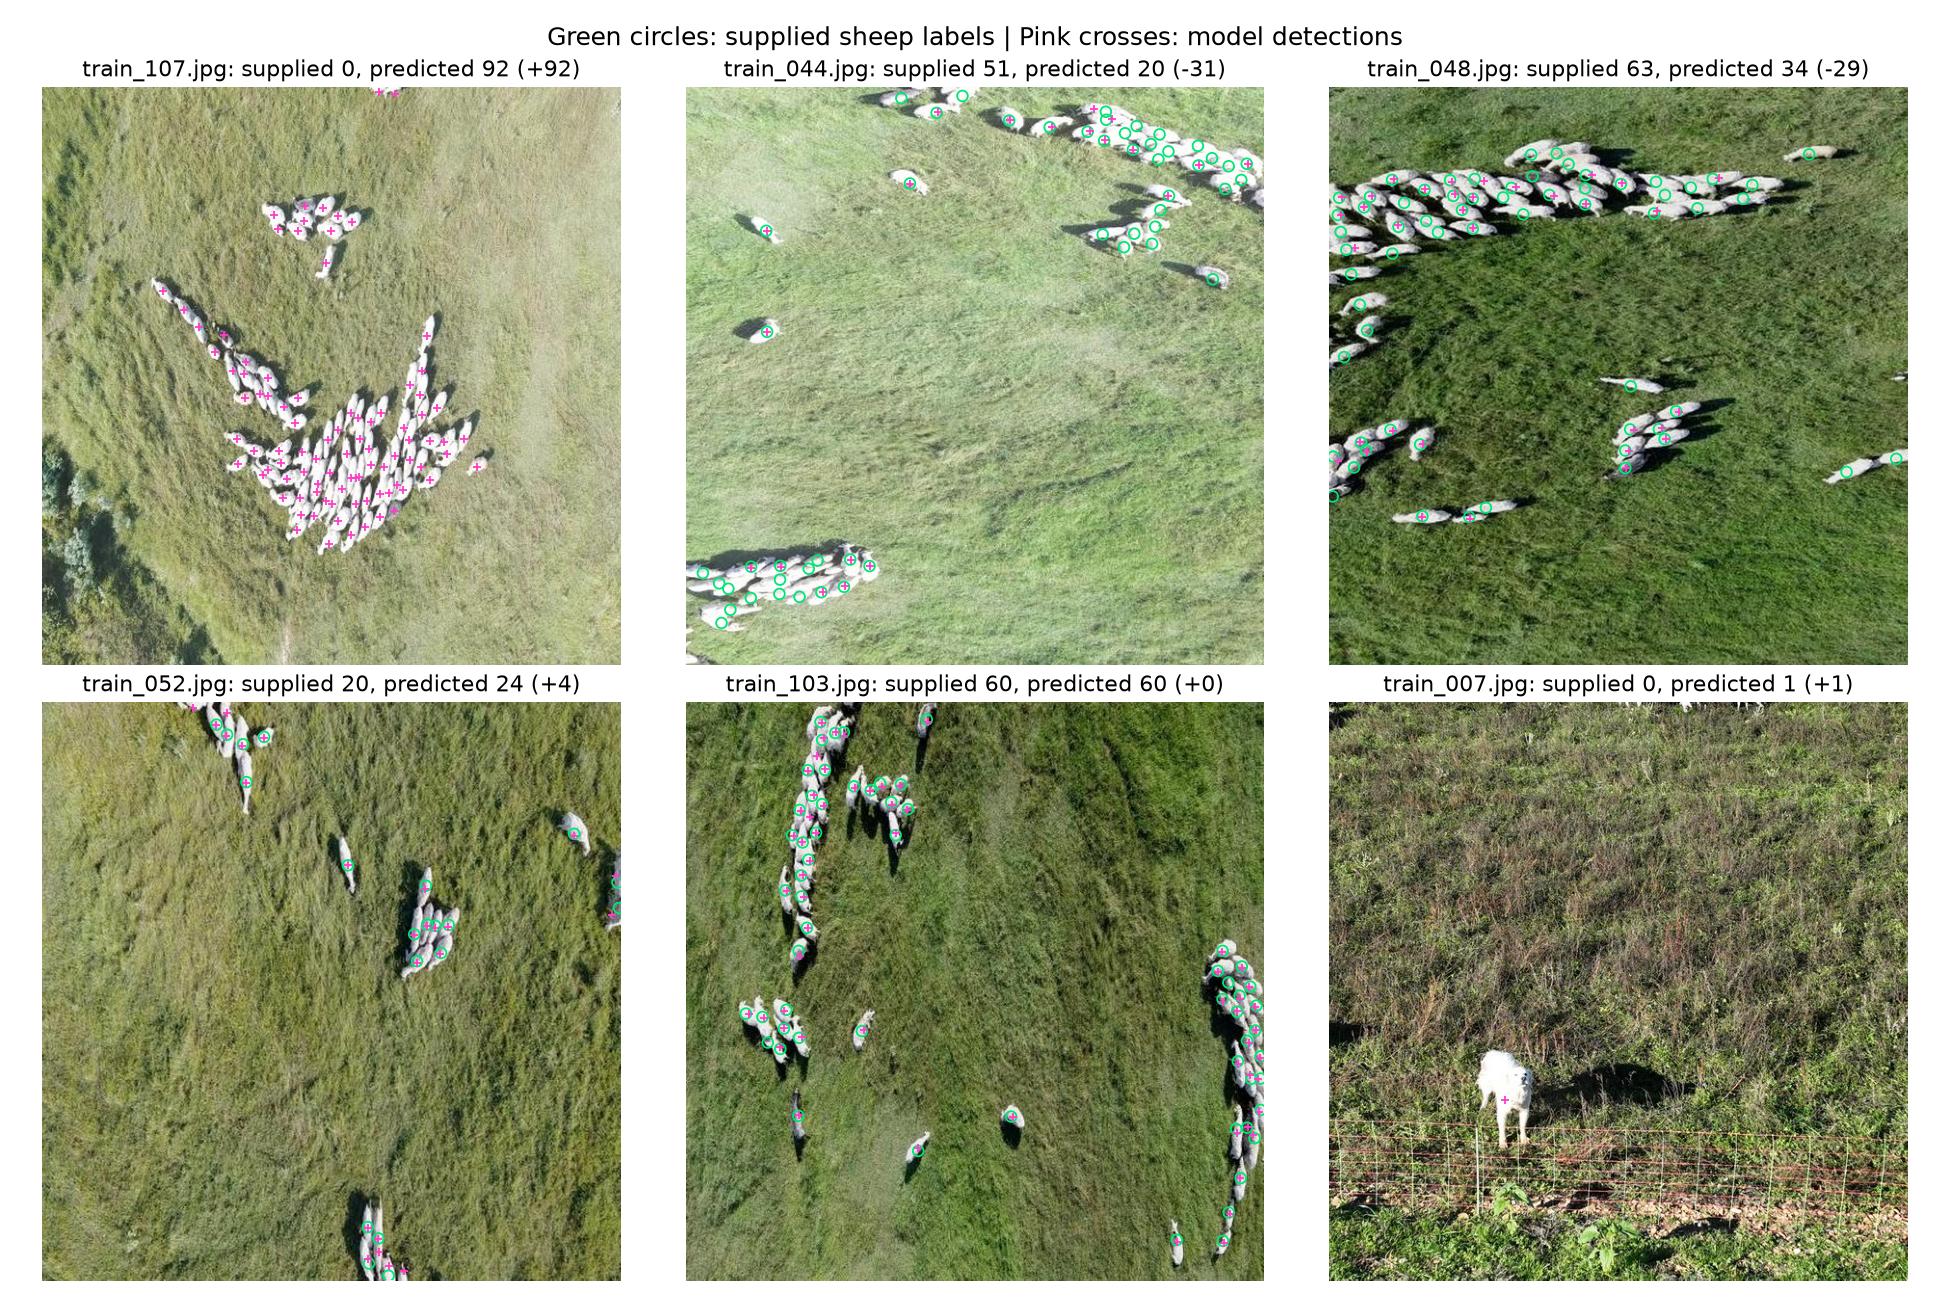 Green circles: supplied sheep labels | Pink crosses: model detections
train_107.jpg: supplied 0, predicted 92 (+92)
train_044.jpg: supplied 51, predicted 20 (-31)
train_048.jpg: supplied 63, predicted 34 (-29)
train_052.jpg: supplied 20, predicted 24 (+4)
train_103.jpg: supplied 60, predicted 60 (+0)
train_007.jpg: supplied 0, predicted 1 (+1)